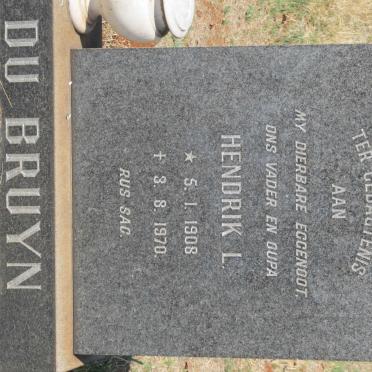 TER GEDAGTENIS
AAN
MY DIERBARE EGGENOOT.
ONS VADER EN OUPA
HENDRIK L.
★ 5. 1. 1908
✝ 3. 8. 1970
RUS SAG.
DU BRUYN